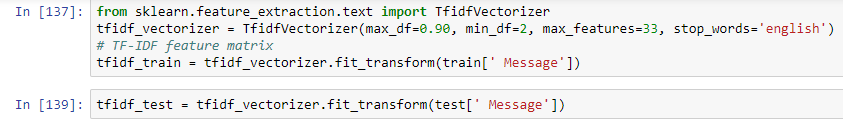 In [137]: from sklearn.feature_extraction.text import TfidfVectorizer
tfidf_vectorizer = TfidfVectorizer(max_df=0.90, min_df=2, max_features=33, stop_words='english')
# TF-IDF feature matrix
tfidf_train = tfidf_vectorizer.fit_transform(train[' Message'])
In [139]: tfidf_test = tfidf_vectorizer.fit_transform(test[' Message'])